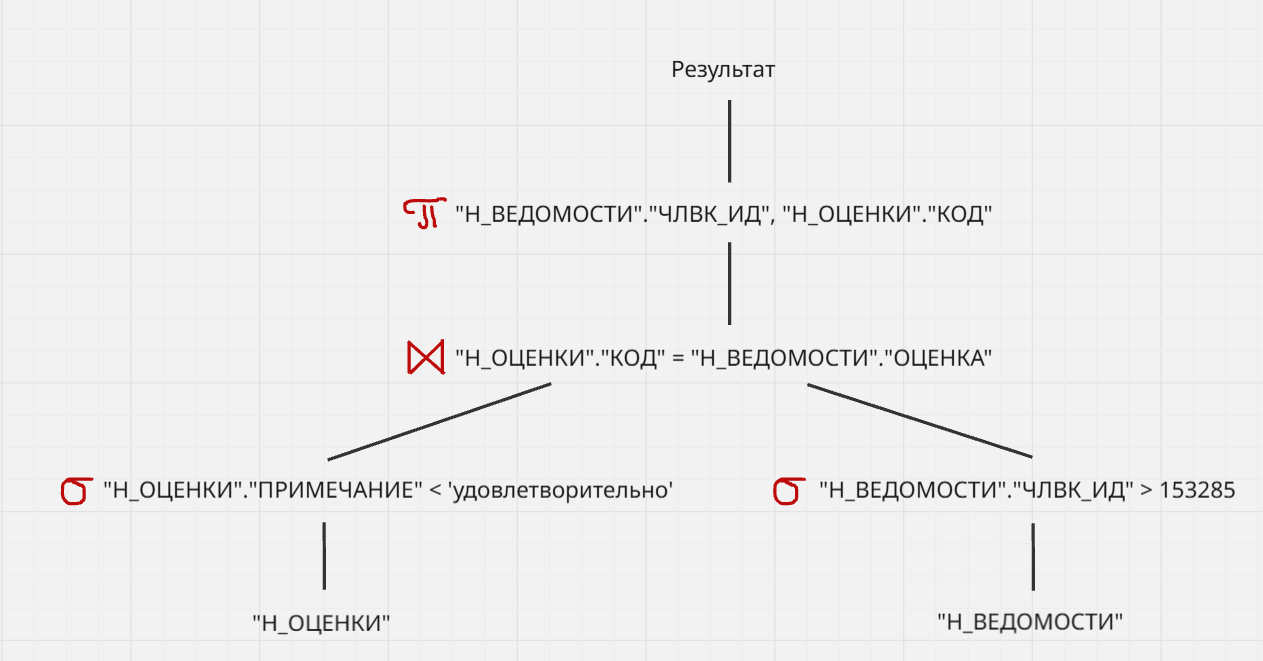 Результат
π "Н_ВЕДОМОСТИ"."ЧЛВК_ИД", "Н_ОЦЕНКИ"."КОД"
⋈ "Н_ОЦЕНКИ"."КОД" = "Н_ВЕДОМОСТИ"."ОЦЕНКА"
σ "Н_ОЦЕНКИ"."ПРИМЕЧАНИЕ" < 'удовлетворительно'
σ "Н_ВЕДОМОСТИ"."ЧЛВК_ИД" > 153285
"Н_ОЦЕНКИ"
"Н_ВЕДОМОСТИ"